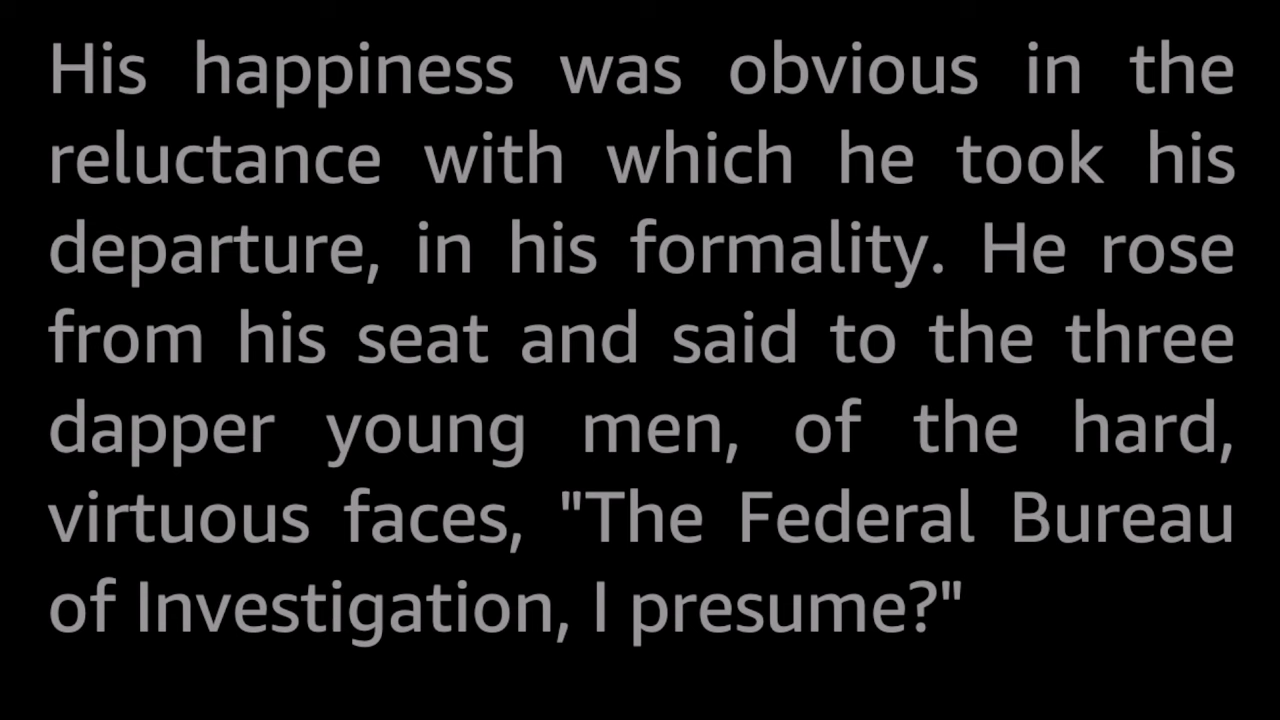 His happiness was obvious in the
reluctance with which he took his
departure, in his formality. He rose
from his seat and said to the three
dapper young men, of the hard,
virtuous faces, "The Federal Bureau
of Investigation, I presume?"